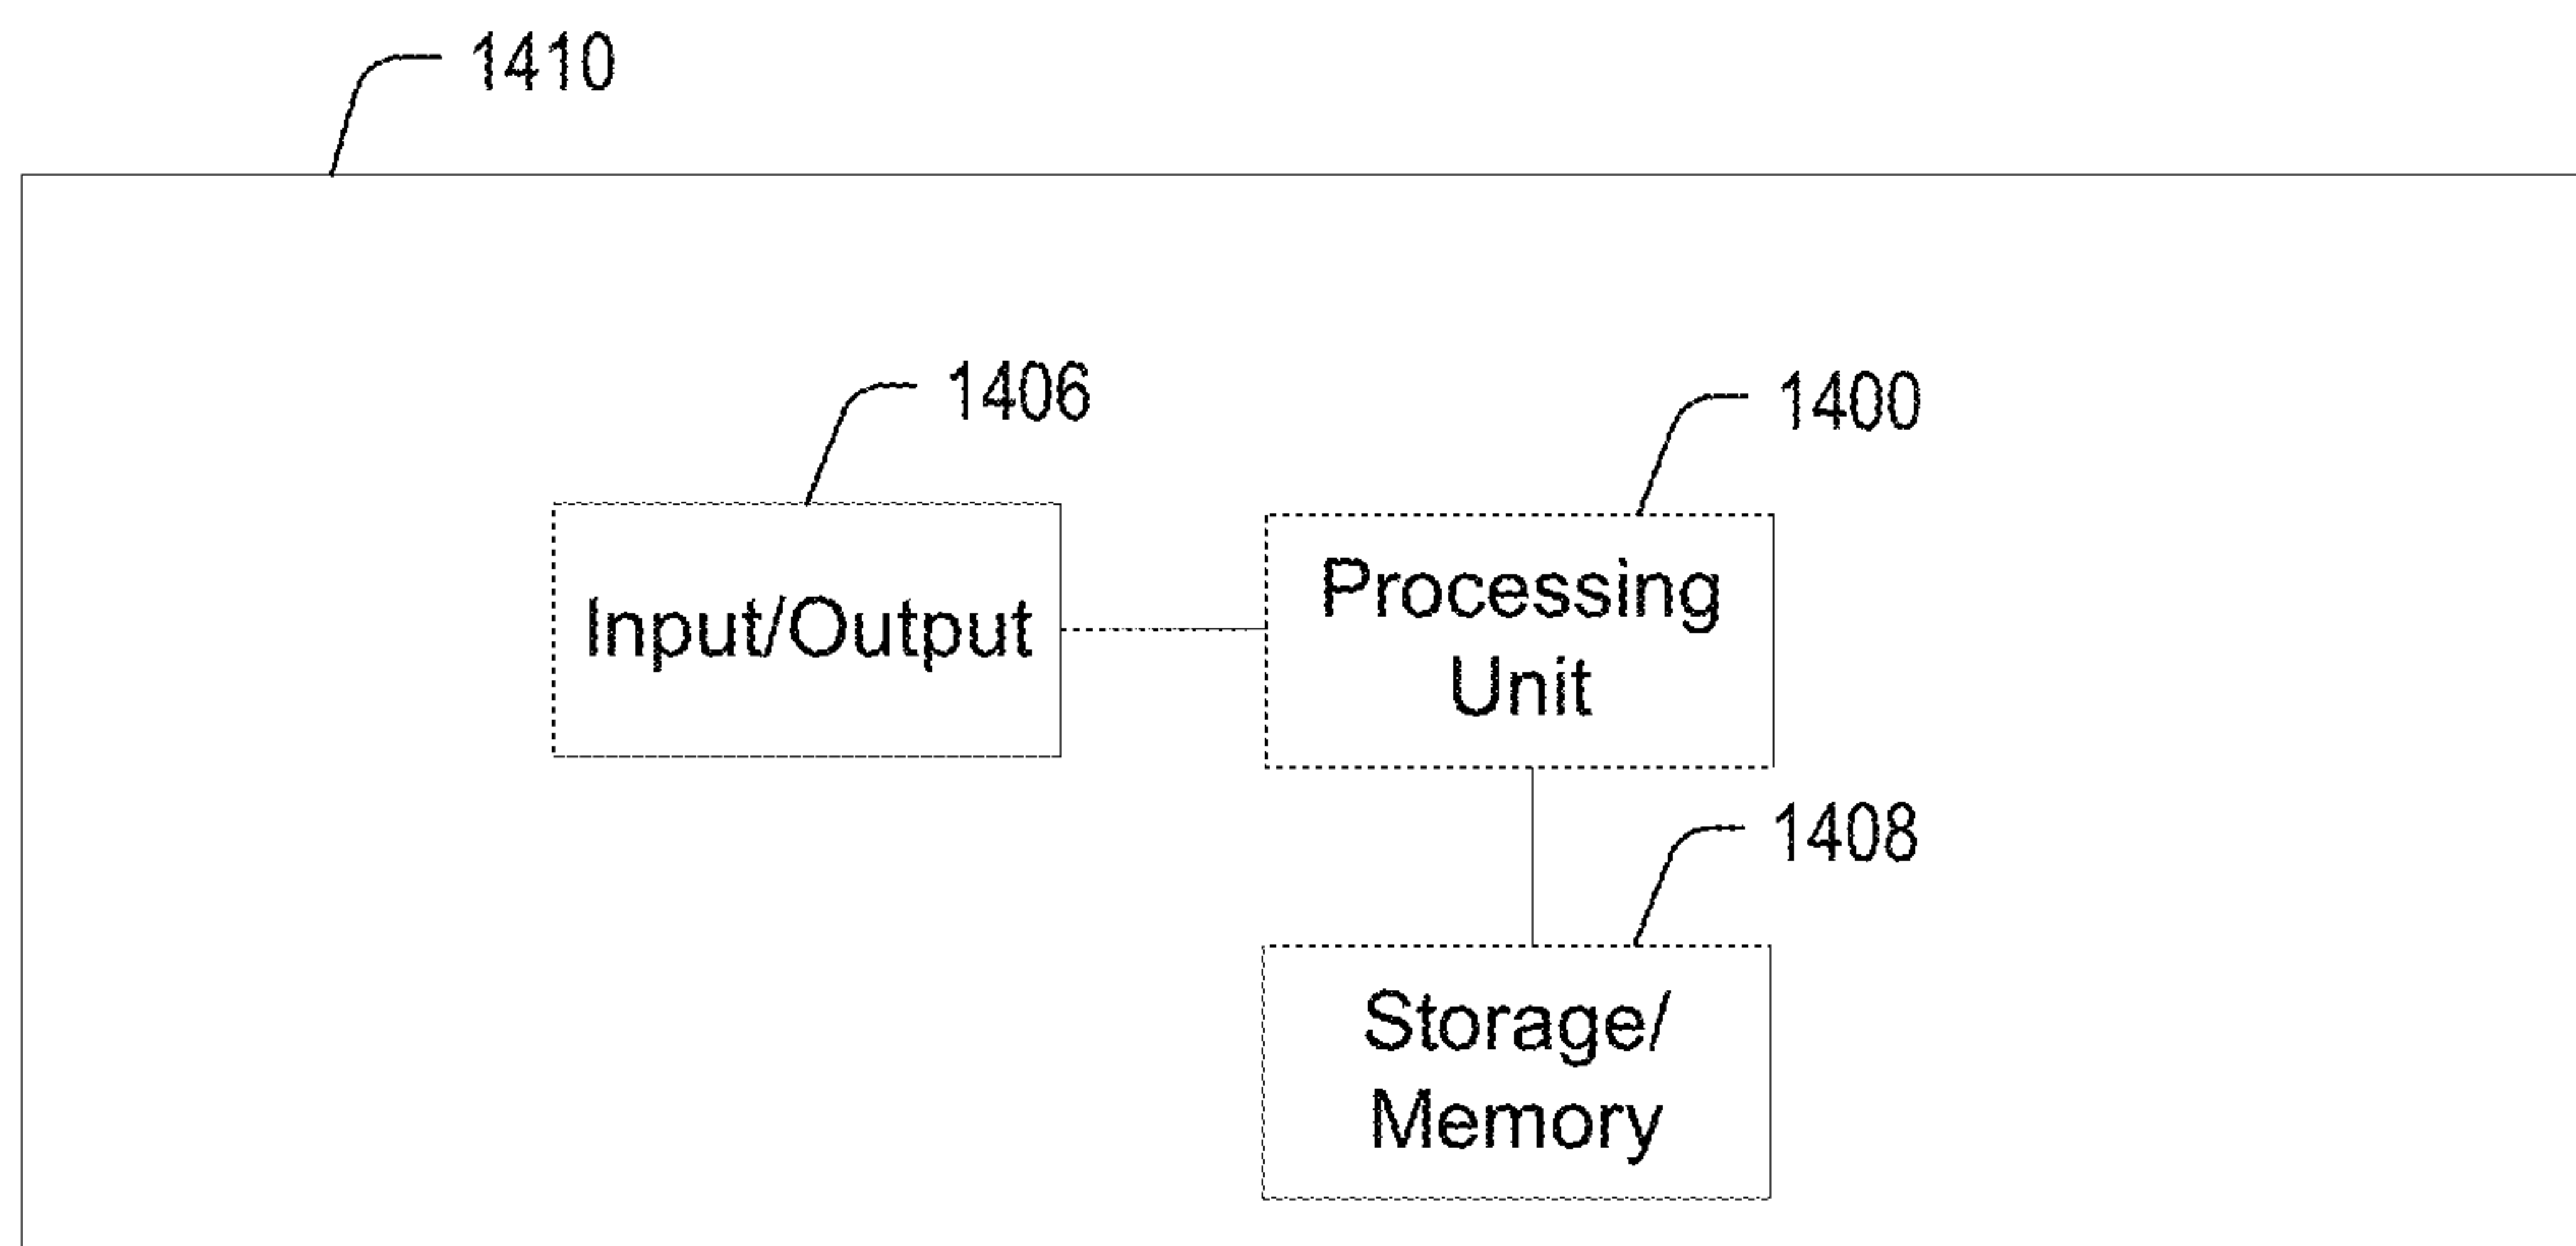 1410
1406
1400
Input/Output
Processing
Unit
1408
Storage/
Memory